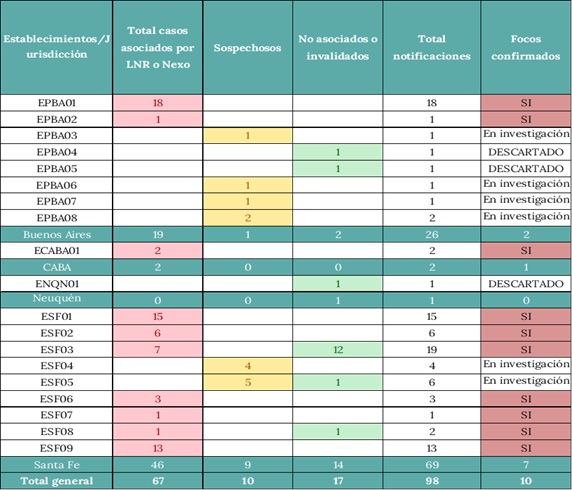 Establecimientos/J
urisdicción
Total casos
asociados por
LNR o Nexo
Sospechosos
No asociados o
invalidados
Total
notificaciones
Focos
confirmados
EPBA01 18 18 SI
EPBA02 1 1 SI
EPBA03 1 1 En investigación
EPBA04 1 1 DESCARTADO
EPBA05 1 1 DESCARTADO
EPBA06 1 1 En investigación
EPBA07 1 1 En investigación
EPBA08 2 2 En investigación
Buenos Aires 19 1 2 26 2
ECABA01 2 2 SI
CABA 2 0 0 2 1
ENQN01 1 1 DESCARTADO
Neuquèn 0 0 1 1 0
ESF01 15 15 SI
ESF02 6 6 SI
ESF03 7 12 19 SI
ESF04 4 4 En investigación
ESF05 5 1 6 En investigación
ESF06 3 3 SI
ESF07 1 1 SI
ESF08 1 1 2 SI
ESF09 13 13 SI
Santa Fe 46 9 14 69 7
Total general 67 10 17 98 10